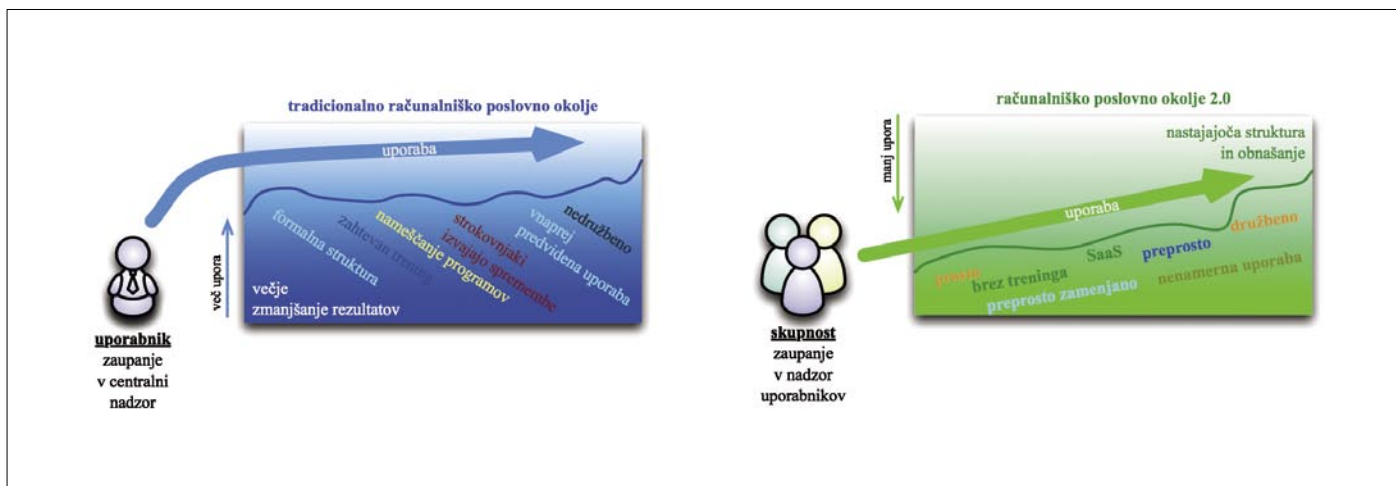 tradicionalno računalniško poslovno okolje
uporaba
več upora
formalna struktura
zahtevan trening
nameščanje programov
strokovnjaki
izvajajo spremembe
vnaprej
predvidena uporaba
nedružbeno
večje
zmanjšanje rezultatov
uporabnik
zaupanje
v centralni
nadzor
računalniško poslovno okolje 2.0
manj upora
nastajajoča struktura
in obnašanje
uporaba
brez treninga
SaaS
preprosto
družbeno
preprosto zamenjano
nenamerna uporaba
skupnost
zaupanje
v nadzor
uporabnikov